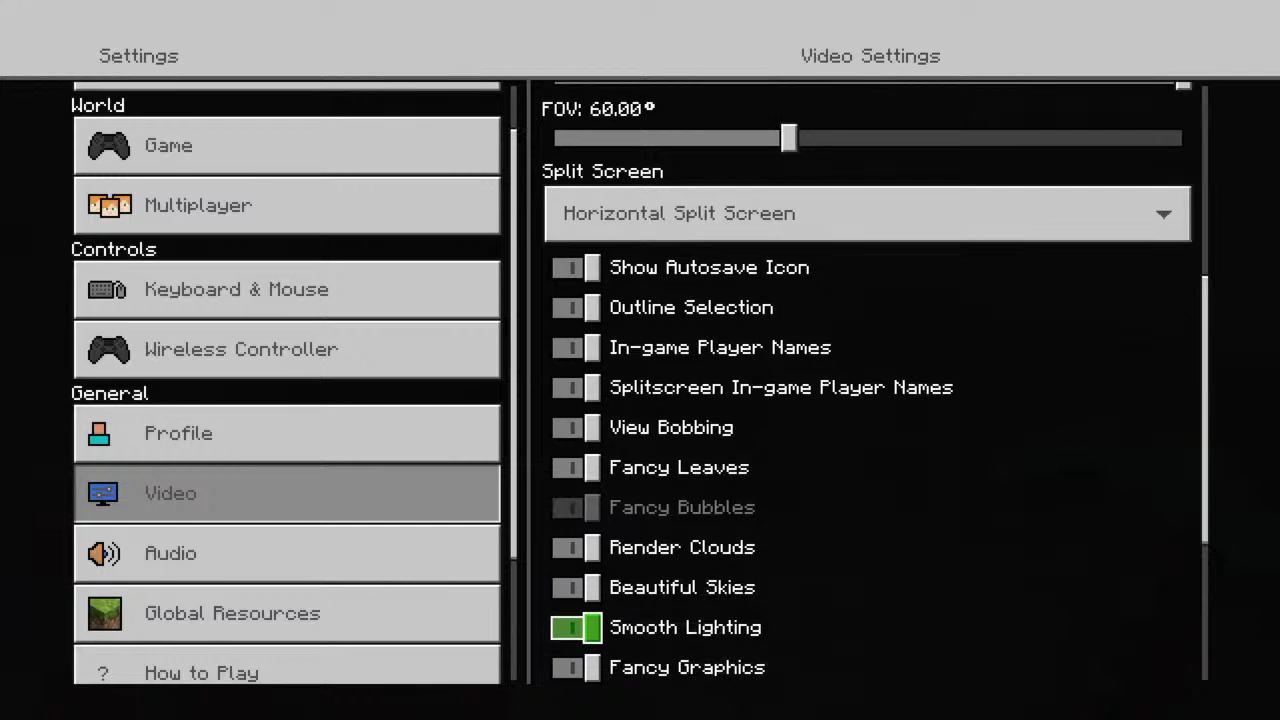 Settings
Video Settings
World
Game
Multiplayer
Controls
Keyboard & Mouse
Wireless Controller
General
Profile
Video
Audio
Global Resources
? How to Play
FOV: 60.00°
Split Screen
Horizontal Split Screen
Show Autosave Icon
Outline Selection
In-game Player Names
Splitscreen In-game Player Names
View Bobbing
Fancy Leaves
Fancy Bubbles
Render Clouds
Beautiful Skies
Smooth Lighting
Fancy Graphics